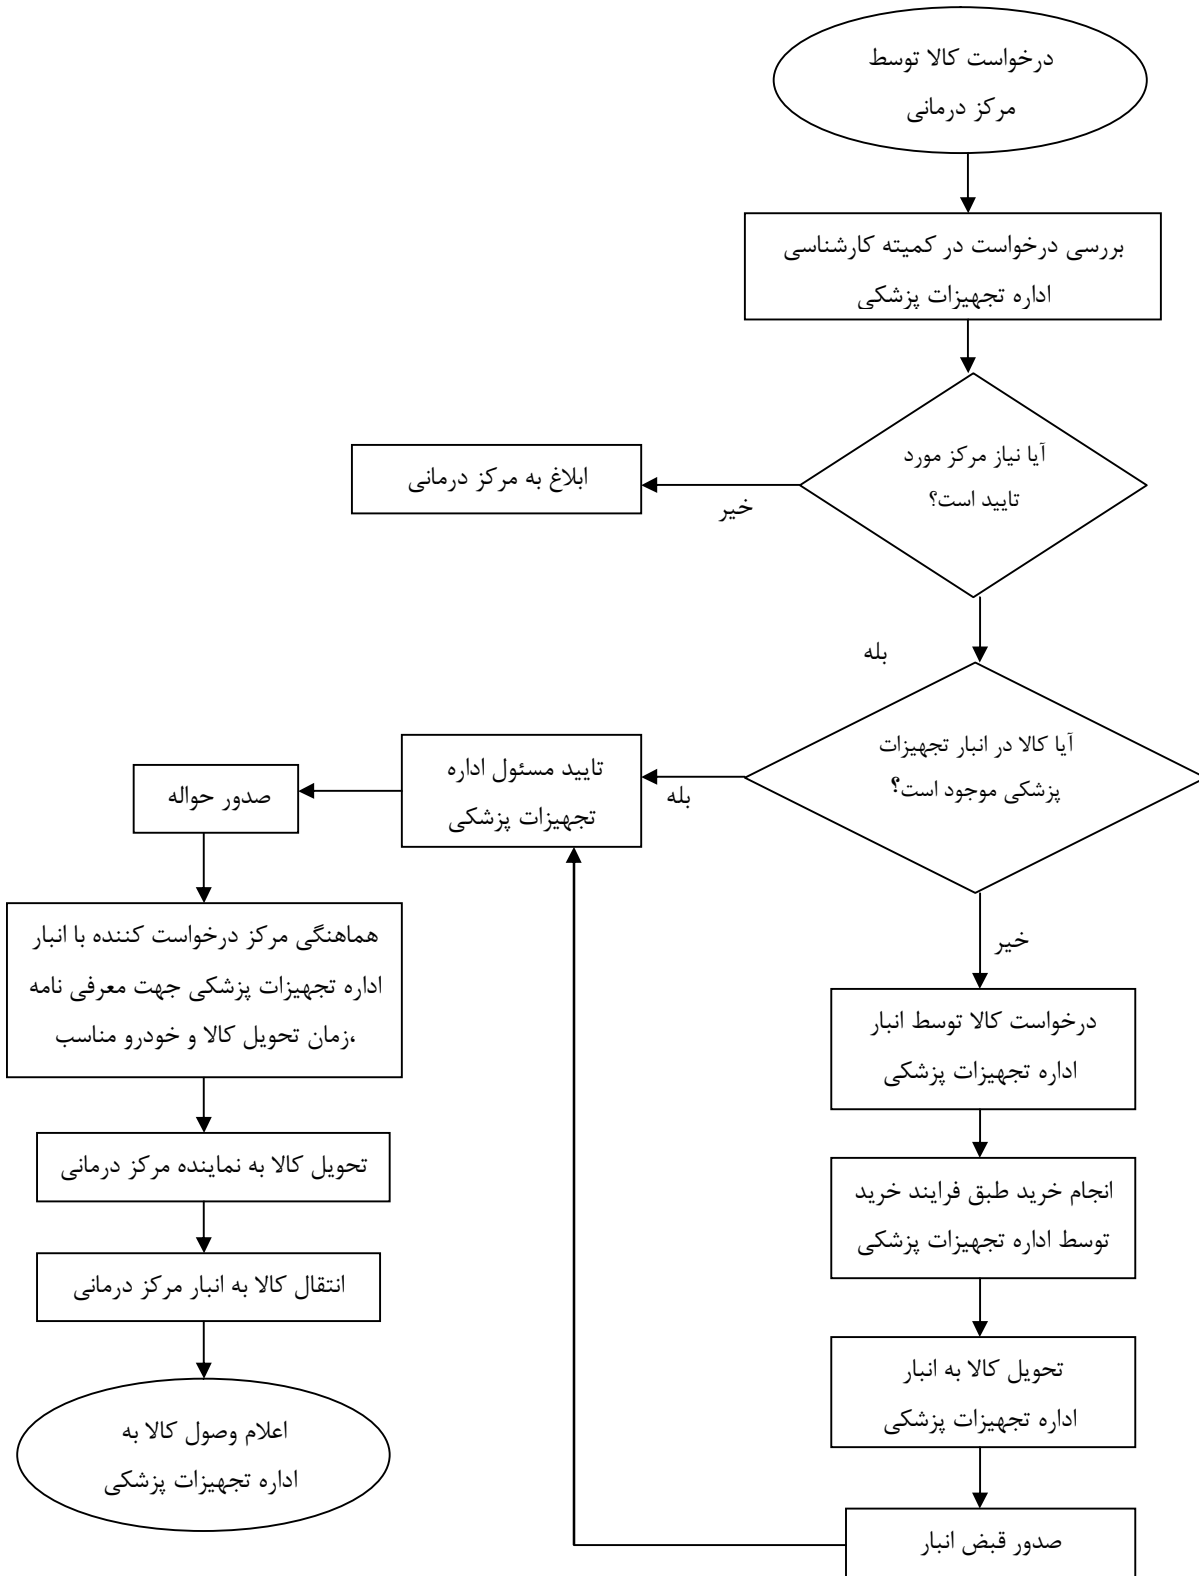 درخواست کالا توسط
مرکز درمانی
بررسی درخواست در کمیته کارشناسی
اداره تجهیزات پزشکی
آیا نیاز مرکز مورد
تایید است؟
خیر
ابلاغ به مرکز درمانی
بله
آیا کالا در انبار تجهیزات
پزشکی موجود است؟
بله
تایید مسئول اداره
تجهیزات پزشکی
صدور حواله
هماهنگی مرکز درخواست کننده با انبار
اداره تجهیزات پزشکی جهت معرفی نامه
،زمان تحویل کالا و خودرو مناسب
تحویل کالا به نماینده مرکز درمانی
انتقال کالا به انبار مرکز درمانی
اعلام وصول کالا به
اداره تجهیزات پزشکی
خیر
درخواست کالا توسط انبار
اداره تجهیزات پزشکی
انجام خرید طبق فرایند خرید
توسط اداره تجهیزات پزشکی
تحویل کالا به انبار
اداره تجهیزات پزشکی
صدور قبض انبار